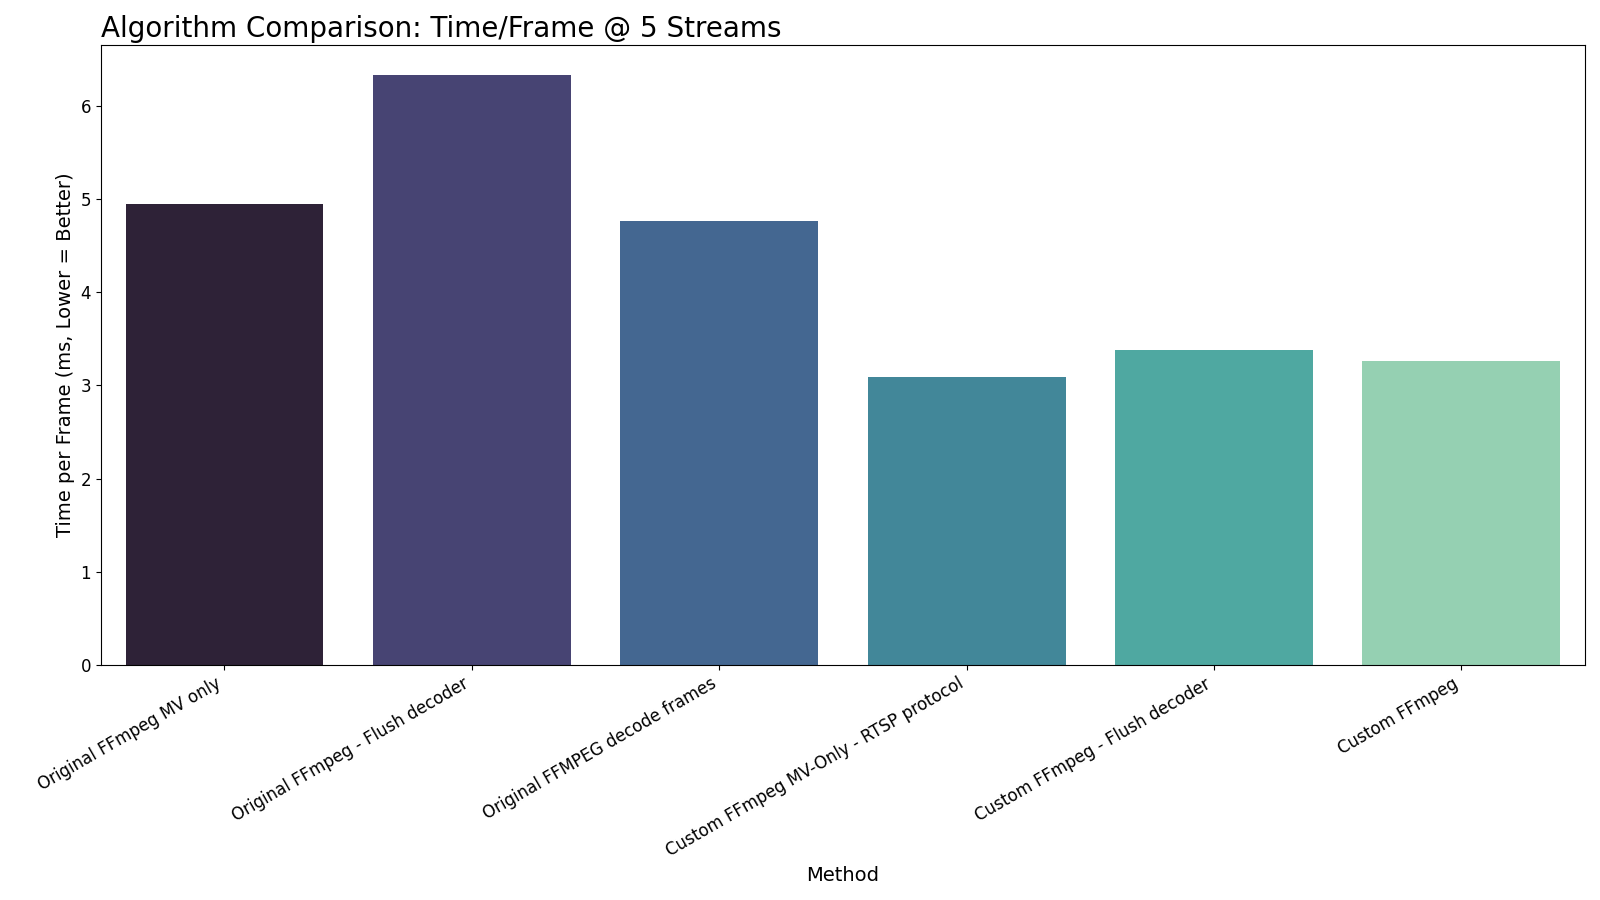 Algorithm Comparison: Time/Frame @ 5 Streams
Time per Frame (ms, Lower = Better)
6
5
4
3
2
1
0
Original FFmpeg MV only
Original FFmpeg - Flush decoder
Original FFMPEG decode frames
Custom FFmpeg MV-Only - RTSP protocol
Custom FFmpeg - Flush decoder
Custom FFmpeg
Method